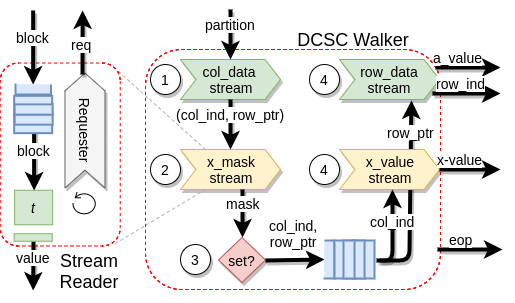 block
req
partition
DCSC Walker
a_value
1
col_data
stream
4
row_data
stream
row_ind
Requester
(col_ind, row_ptr)
row_ptr
block
2
x_mask
stream
4
x_value
stream
x-value
t
mask
col_ind,
row_ptr
col_ind
3
set?
eop
value
Stream
Reader